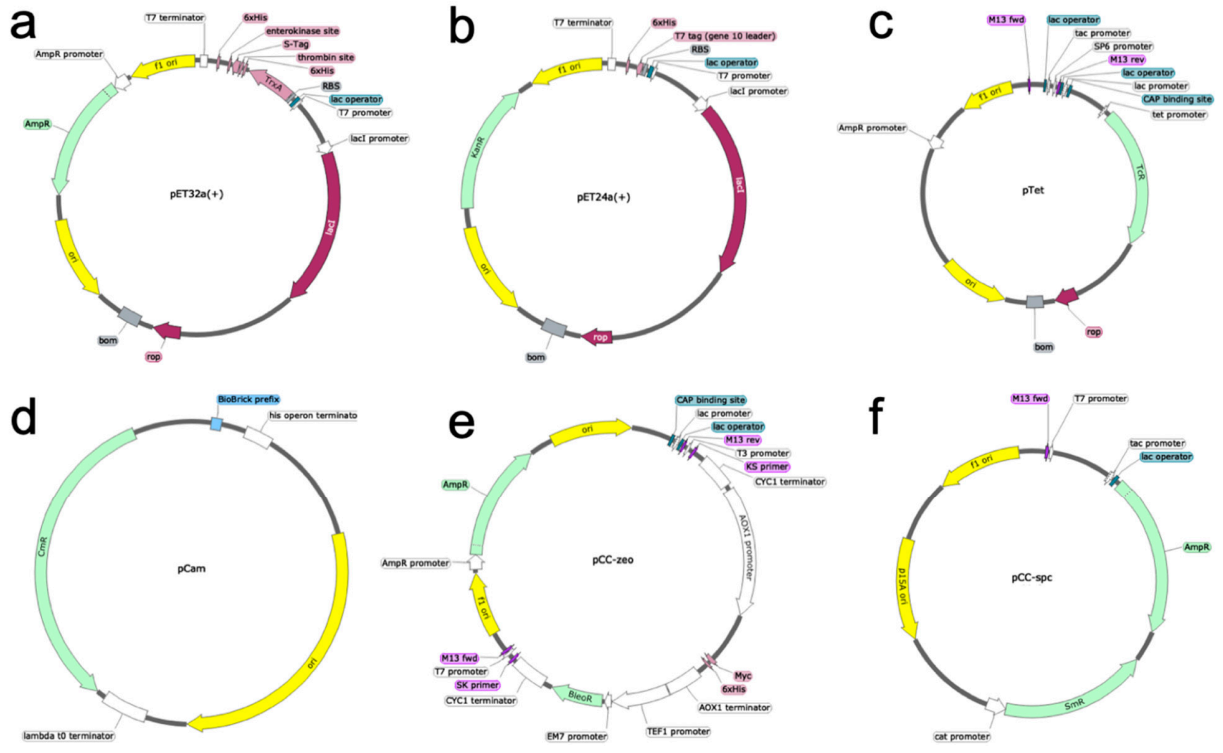 a
T7 terminator
6xHis
enterokinase site
S-Tag
thrombin site
6xHis
AmpR promoter
f1 ori
TrxA
RBS
lac operator
T7 promoter
AmpR
lacI promoter
pET32a(+)
lacI
ori
bom
rop
b
T7 terminator
6xHis
T7 tag (gene 10 leader)
RBS
lac operator
T7 promoter
f1 ori
lacI promoter
KanR
pET24a(+)
lacI
ori
bom
rop
c
M13 fwd
lac operator
tac promoter
SP6 promoter
M13 rev
lac operator
lac promoter
CAP binding site
tet promoter
f1 ori
AmpR promoter
TcR
pTet
ori
bom
rop
d
BioBrick prefix
his operon terminato
CmR
pCam
ori
lambda t0 terminator
e
CAP binding site
lac promoter
lac operator
M13 rev
T3 promoter
KS primer
CYC1 terminator
ori
AmpR
AOX1 promoter
AmpR promoter
pCC-zeo
f1 ori
M13 fwd
T7 promoter
SK primer
CYC1 terminator
BleoR
EM7 promoter
TEF1 promoter
AOX1 terminator
Myc
6xHis
f
M13 fwd
T7 promoter
tac promoter
lac operator
f1 ori
AmpR
p15A ori
pCC-spc
cat promoter
SmR